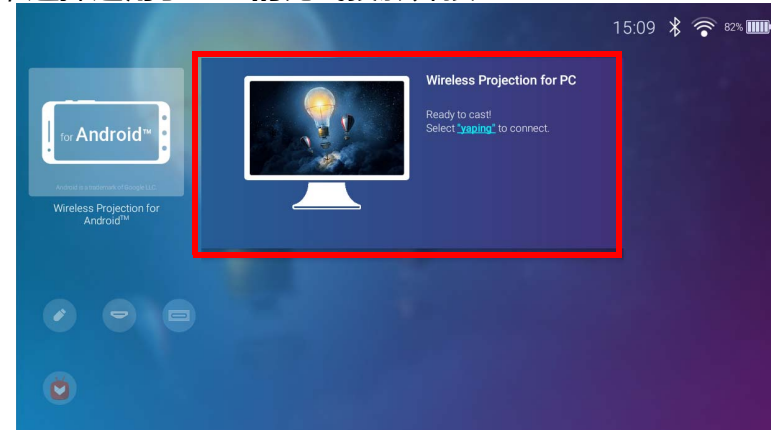 15:09
82%
for Android™
Android is a trademark of Google LLC.
Wireless Projection for
Android™
Wireless Projection for PC
Ready to cast!
Select "yaping" to connect.